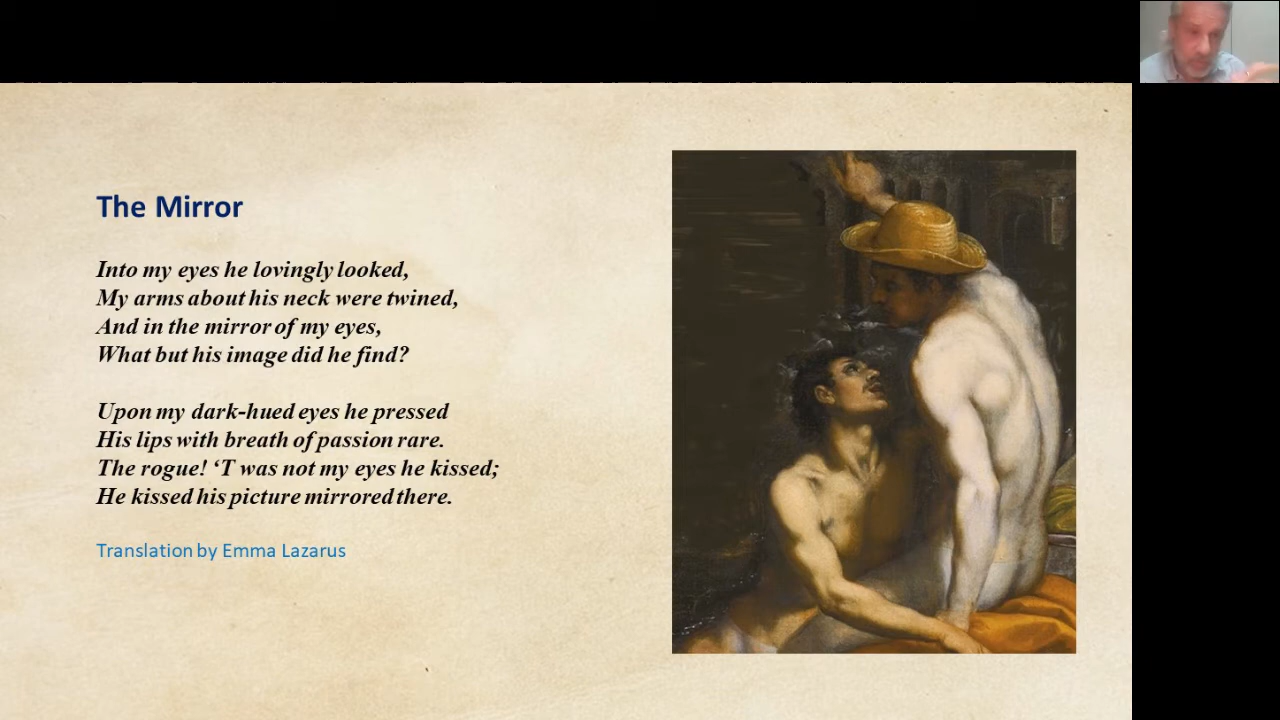 The Mirror
Into my eyes he lovingly looked,
My arms about his neck were twined,
And in the mirror of my eyes,
What but his image did he find?
Upon my dark-hued eyes he pressed
His lips with breath of passion rare.
The rogue! ‘T was not my eyes he kissed;
He kissed his picture mirrored there.
Translation by Emma Lazarus